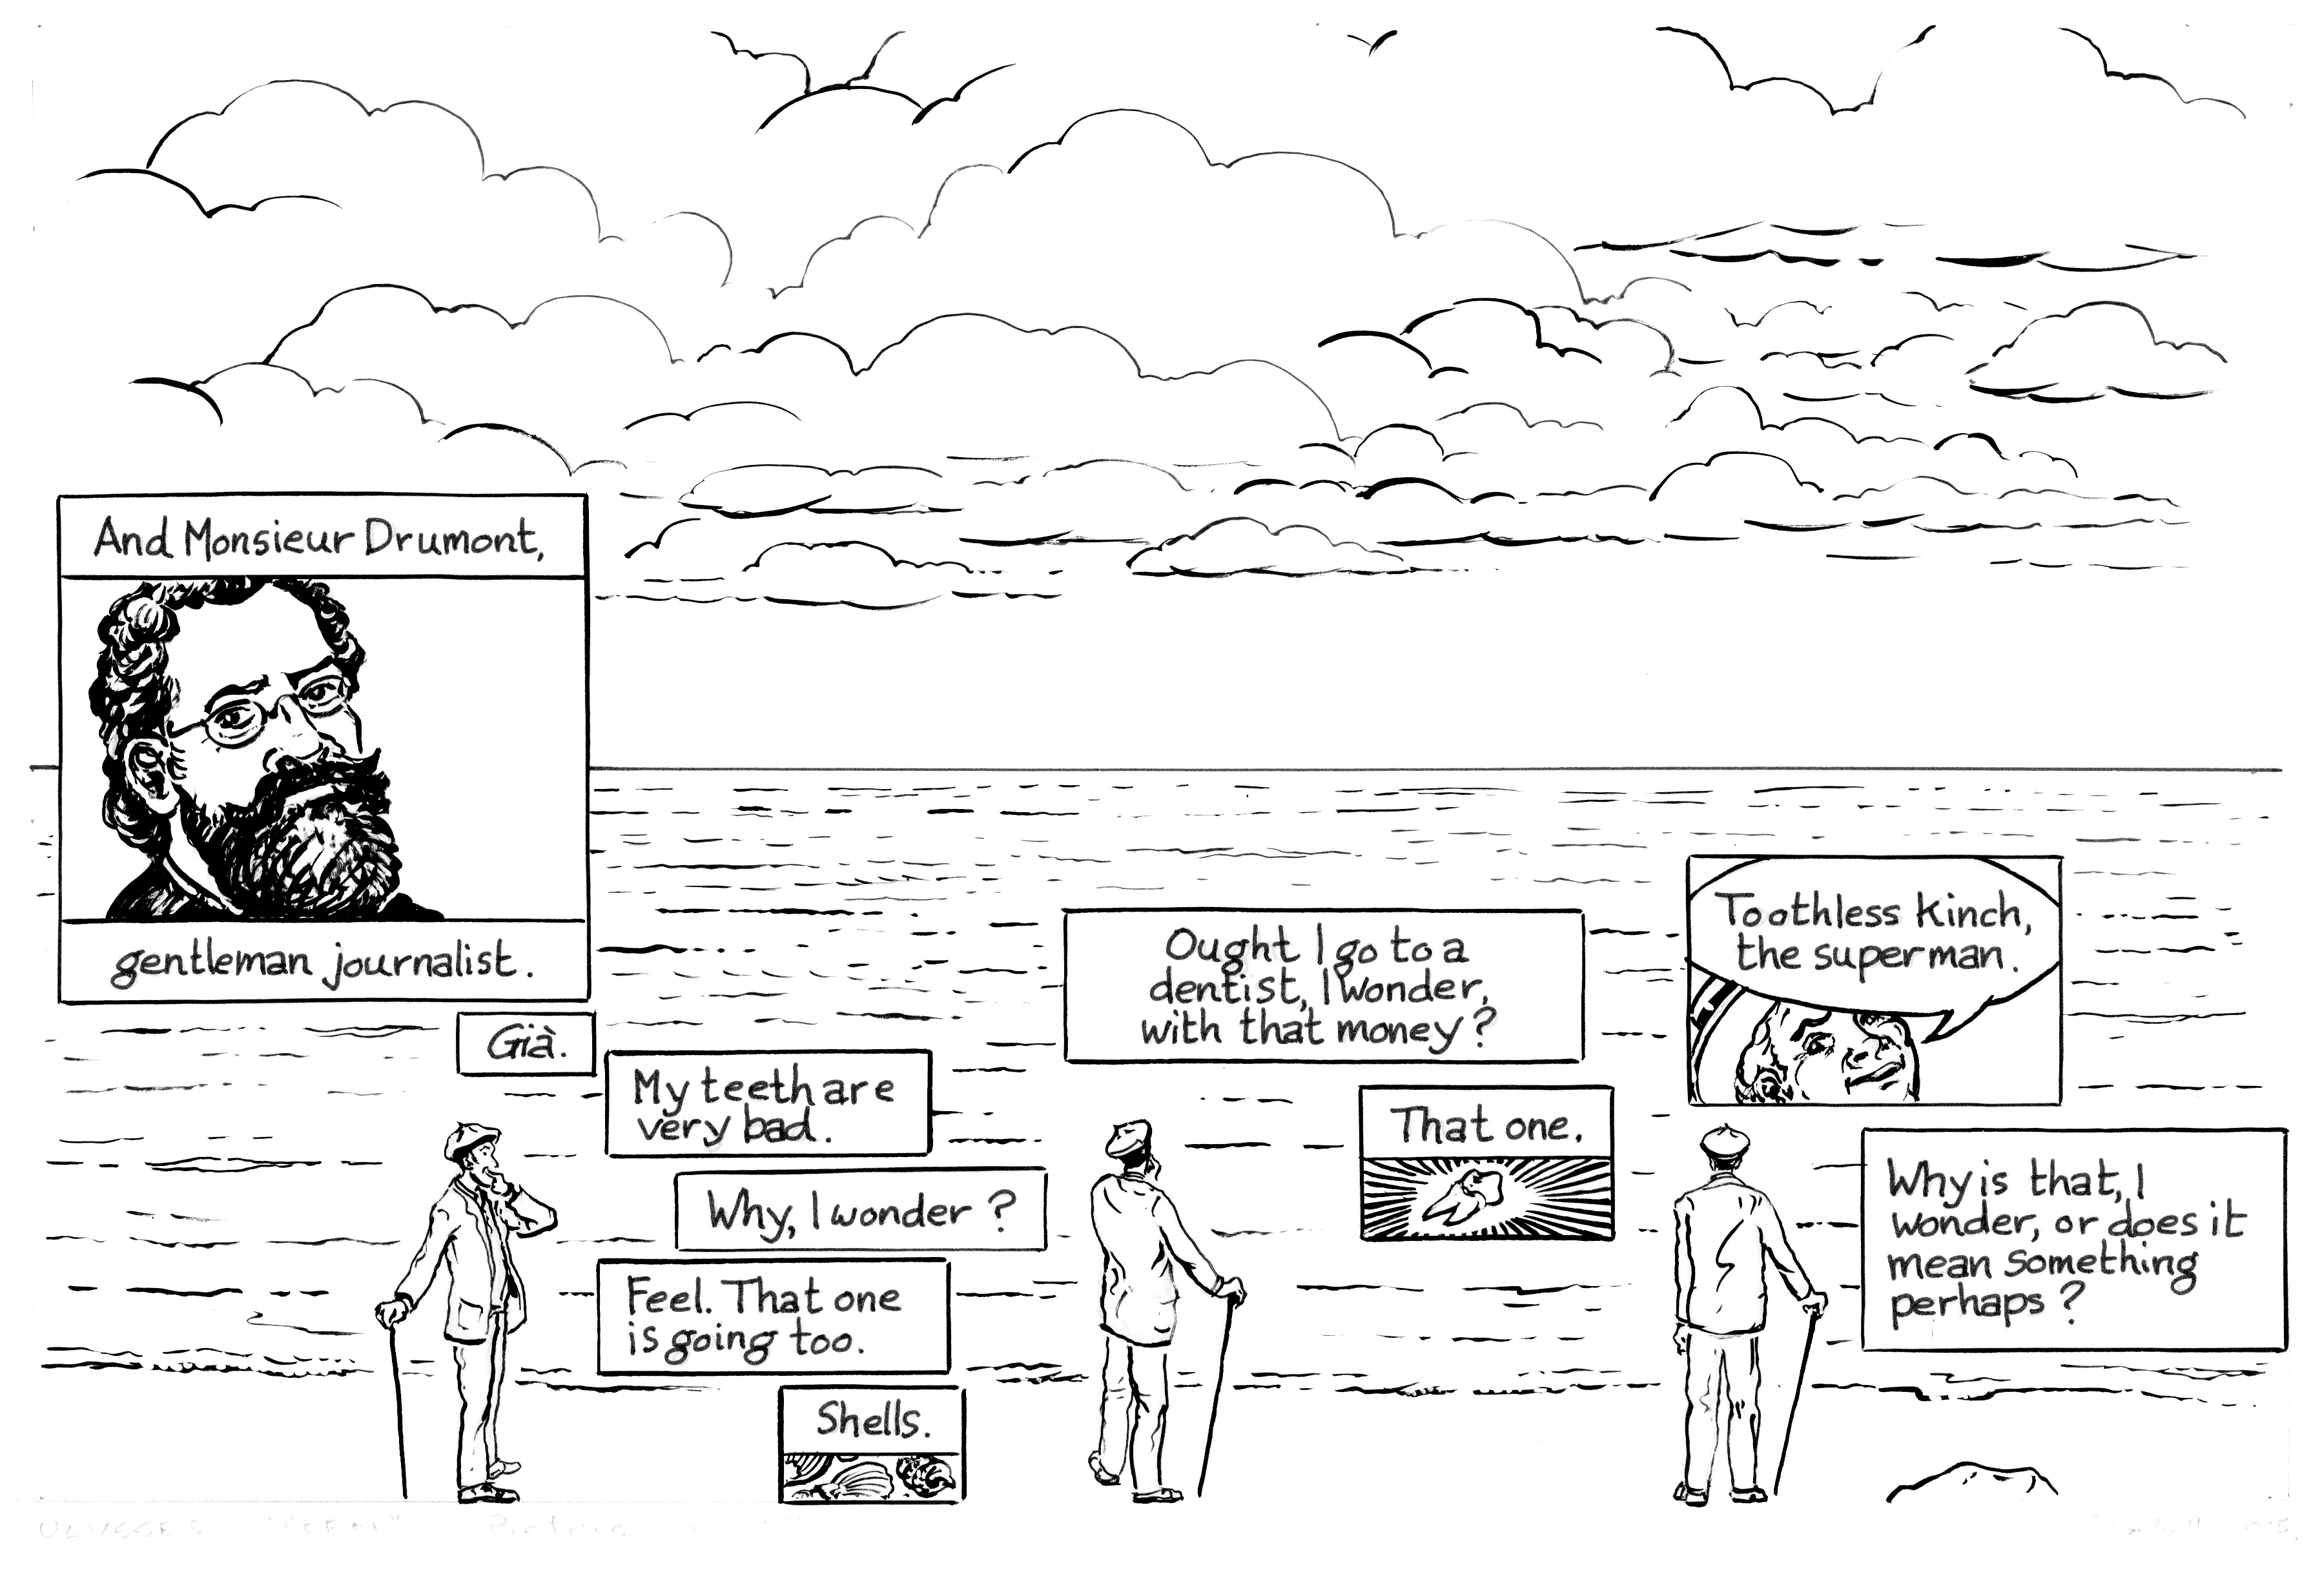 And Monsieur Drumont,
gentleman journalist.
Già.
My teeth are
very bad.
Why, I wonder?
Feel. That one
is going too.
Shells.
Ought I go to a
dentist, I wonder,
with that money?
That one.
Toothless Kinch,
the superman.
Why is that, I
wonder, or does it
mean something
perhaps?
ULYSSES